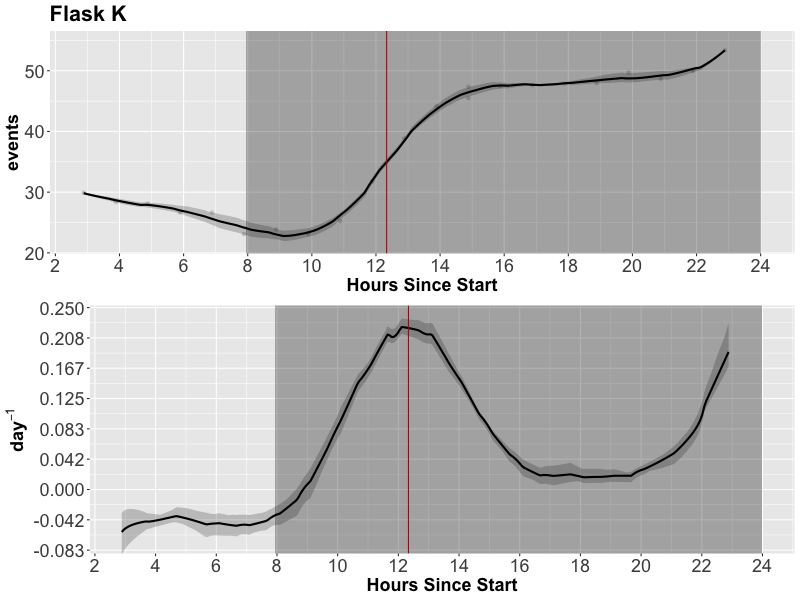 Flask K
events
50
40
30
20
2 4 6 8 10 12 14 16 18 20 22 24
Hours Since Start
day⁻¹
0.250
0.208
0.167
0.125
0.083
0.042
0.000
-0.042
-0.083
2 4 6 8 10 12 14 16 18 20 22 24
Hours Since Start